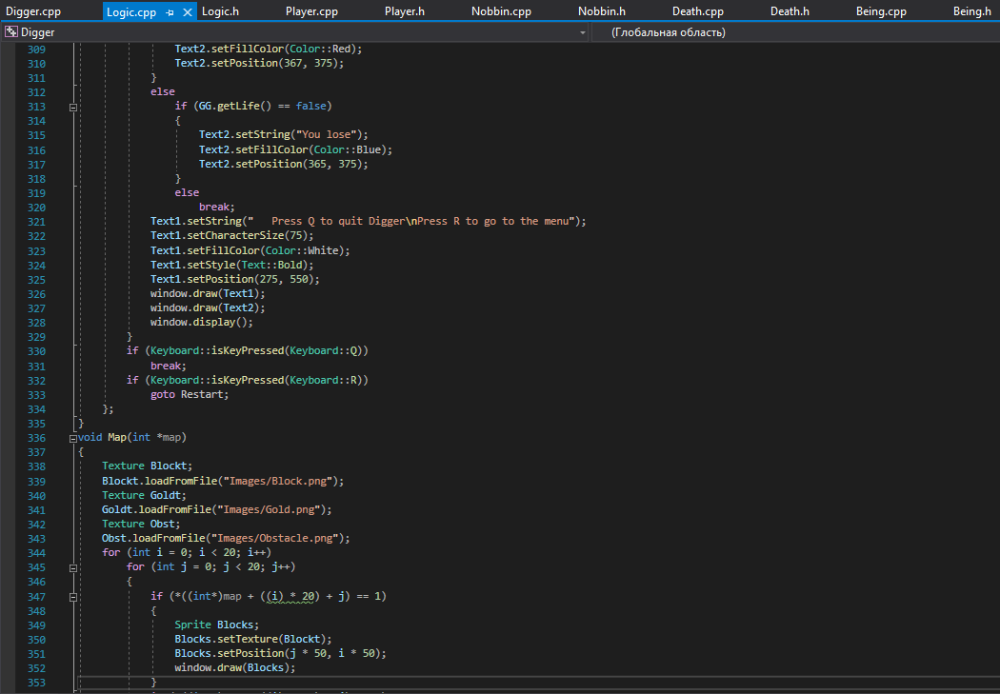 Digger.cpp Logic.cpp Logic.h Player.cpp Player.h Nobbin.cpp Nobbin.h Death.cpp Death.h Being.cpp Being.h
Digger (Глобальная область)
309 Text2.setFillColor(Color::Red);
310 Text2.setPosition(367, 375);
311 }
312 else
313 if (GG.getLife() == false)
314 {
315 Text2.setString("You lose");
316 Text2.setFillColor(Color::Blue);
317 Text2.setPosition(365, 375);
318 }
319 else
320 break;
321 Text1.setString("   Press Q to quit Digger\nPress R to go to the menu");
322 Text1.setCharacterSize(75);
323 Text1.setFillColor(Color::White);
324 Text1.setStyle(Text::Bold);
325 Text1.setPosition(275, 550);
326 window.draw(Text1);
327 window.draw(Text2);
328 window.display();
329 }
330 if (Keyboard::isKeyPressed(Keyboard::Q))
331 break;
332 if (Keyboard::isKeyPressed(Keyboard::R))
333 goto Restart;
334 };
335 }
336 void Map(int *map)
337 {
338 Texture Blockt;
339 Blockt.loadFromFile("Images/Block.png");
340 Texture Goldt;
341 Goldt.loadFromFile("Images/Gold.png");
342 Texture Obst;
343 Obst.loadFromFile("Images/Obstacle.png");
344 for (int i = 0; i < 20; i++)
345 for (int j = 0; j < 20; j++)
346 {
347 if (*((int*)map + ((i) * 20) + j) == 1)
348 {
349 Sprite Blocks;
350 Blocks.setTexture(Blockt);
351 Blocks.setPosition(j * 50, i * 50);
352 window.draw(Blocks);
353 }